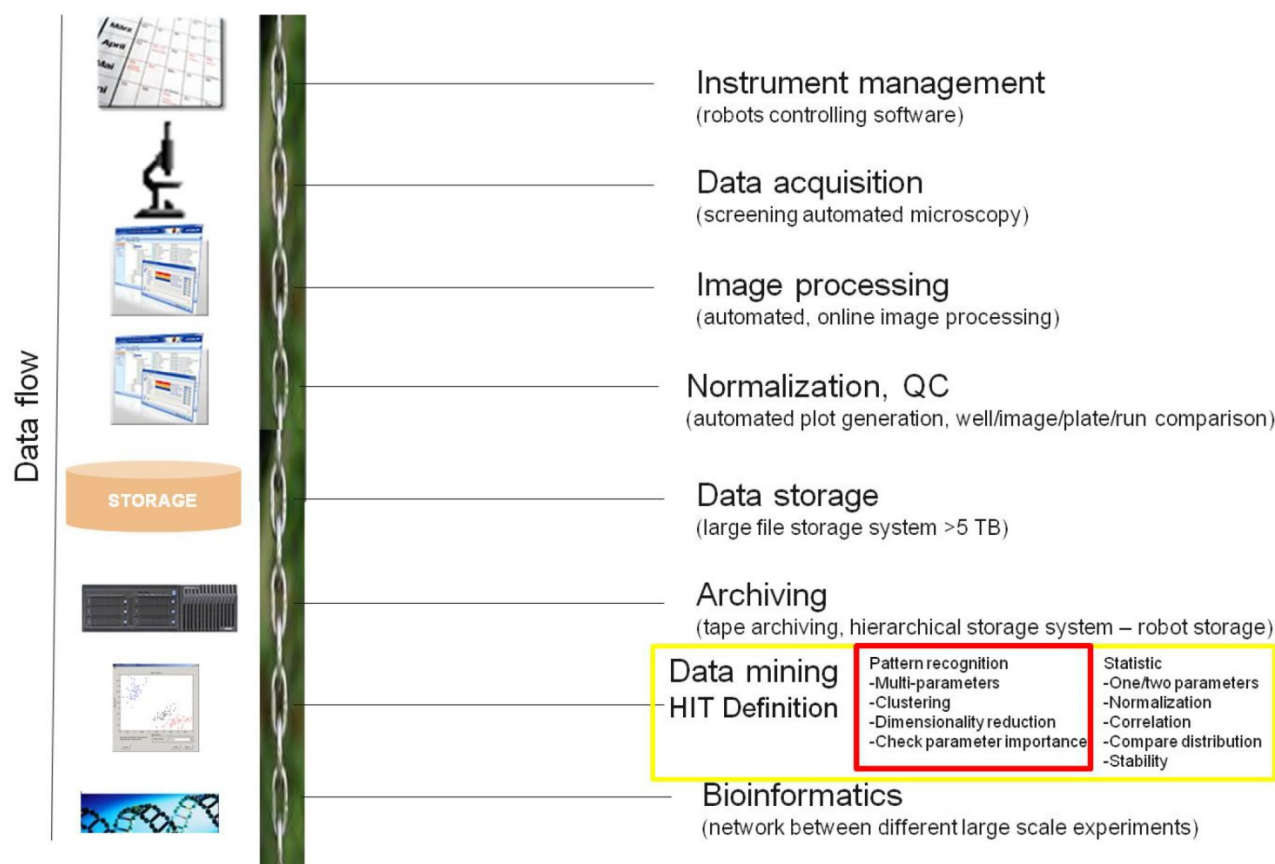 März
April
Mai
Data flow
Instrument management
(robots controlling software)
Data acquisition
(screening automated microscopy)
Image processing
(automated, online image processing)
Normalization, QC
(automated plot generation, well/image/plate/run comparison)
STORAGE
Data storage
(large file storage system >5 TB)
Archiving
(tape archiving, hierarchical storage system – robot storage)
Data mining
HIT Definition
Pattern recognition
-Multi-parameters
-Clustering
-Dimensionality reduction
-Check parameter importance
Statistic
-One/two parameters
-Normalization
-Correlation
-Compare distribution
-Stability
Bioinformatics
(network between different large scale experiments)